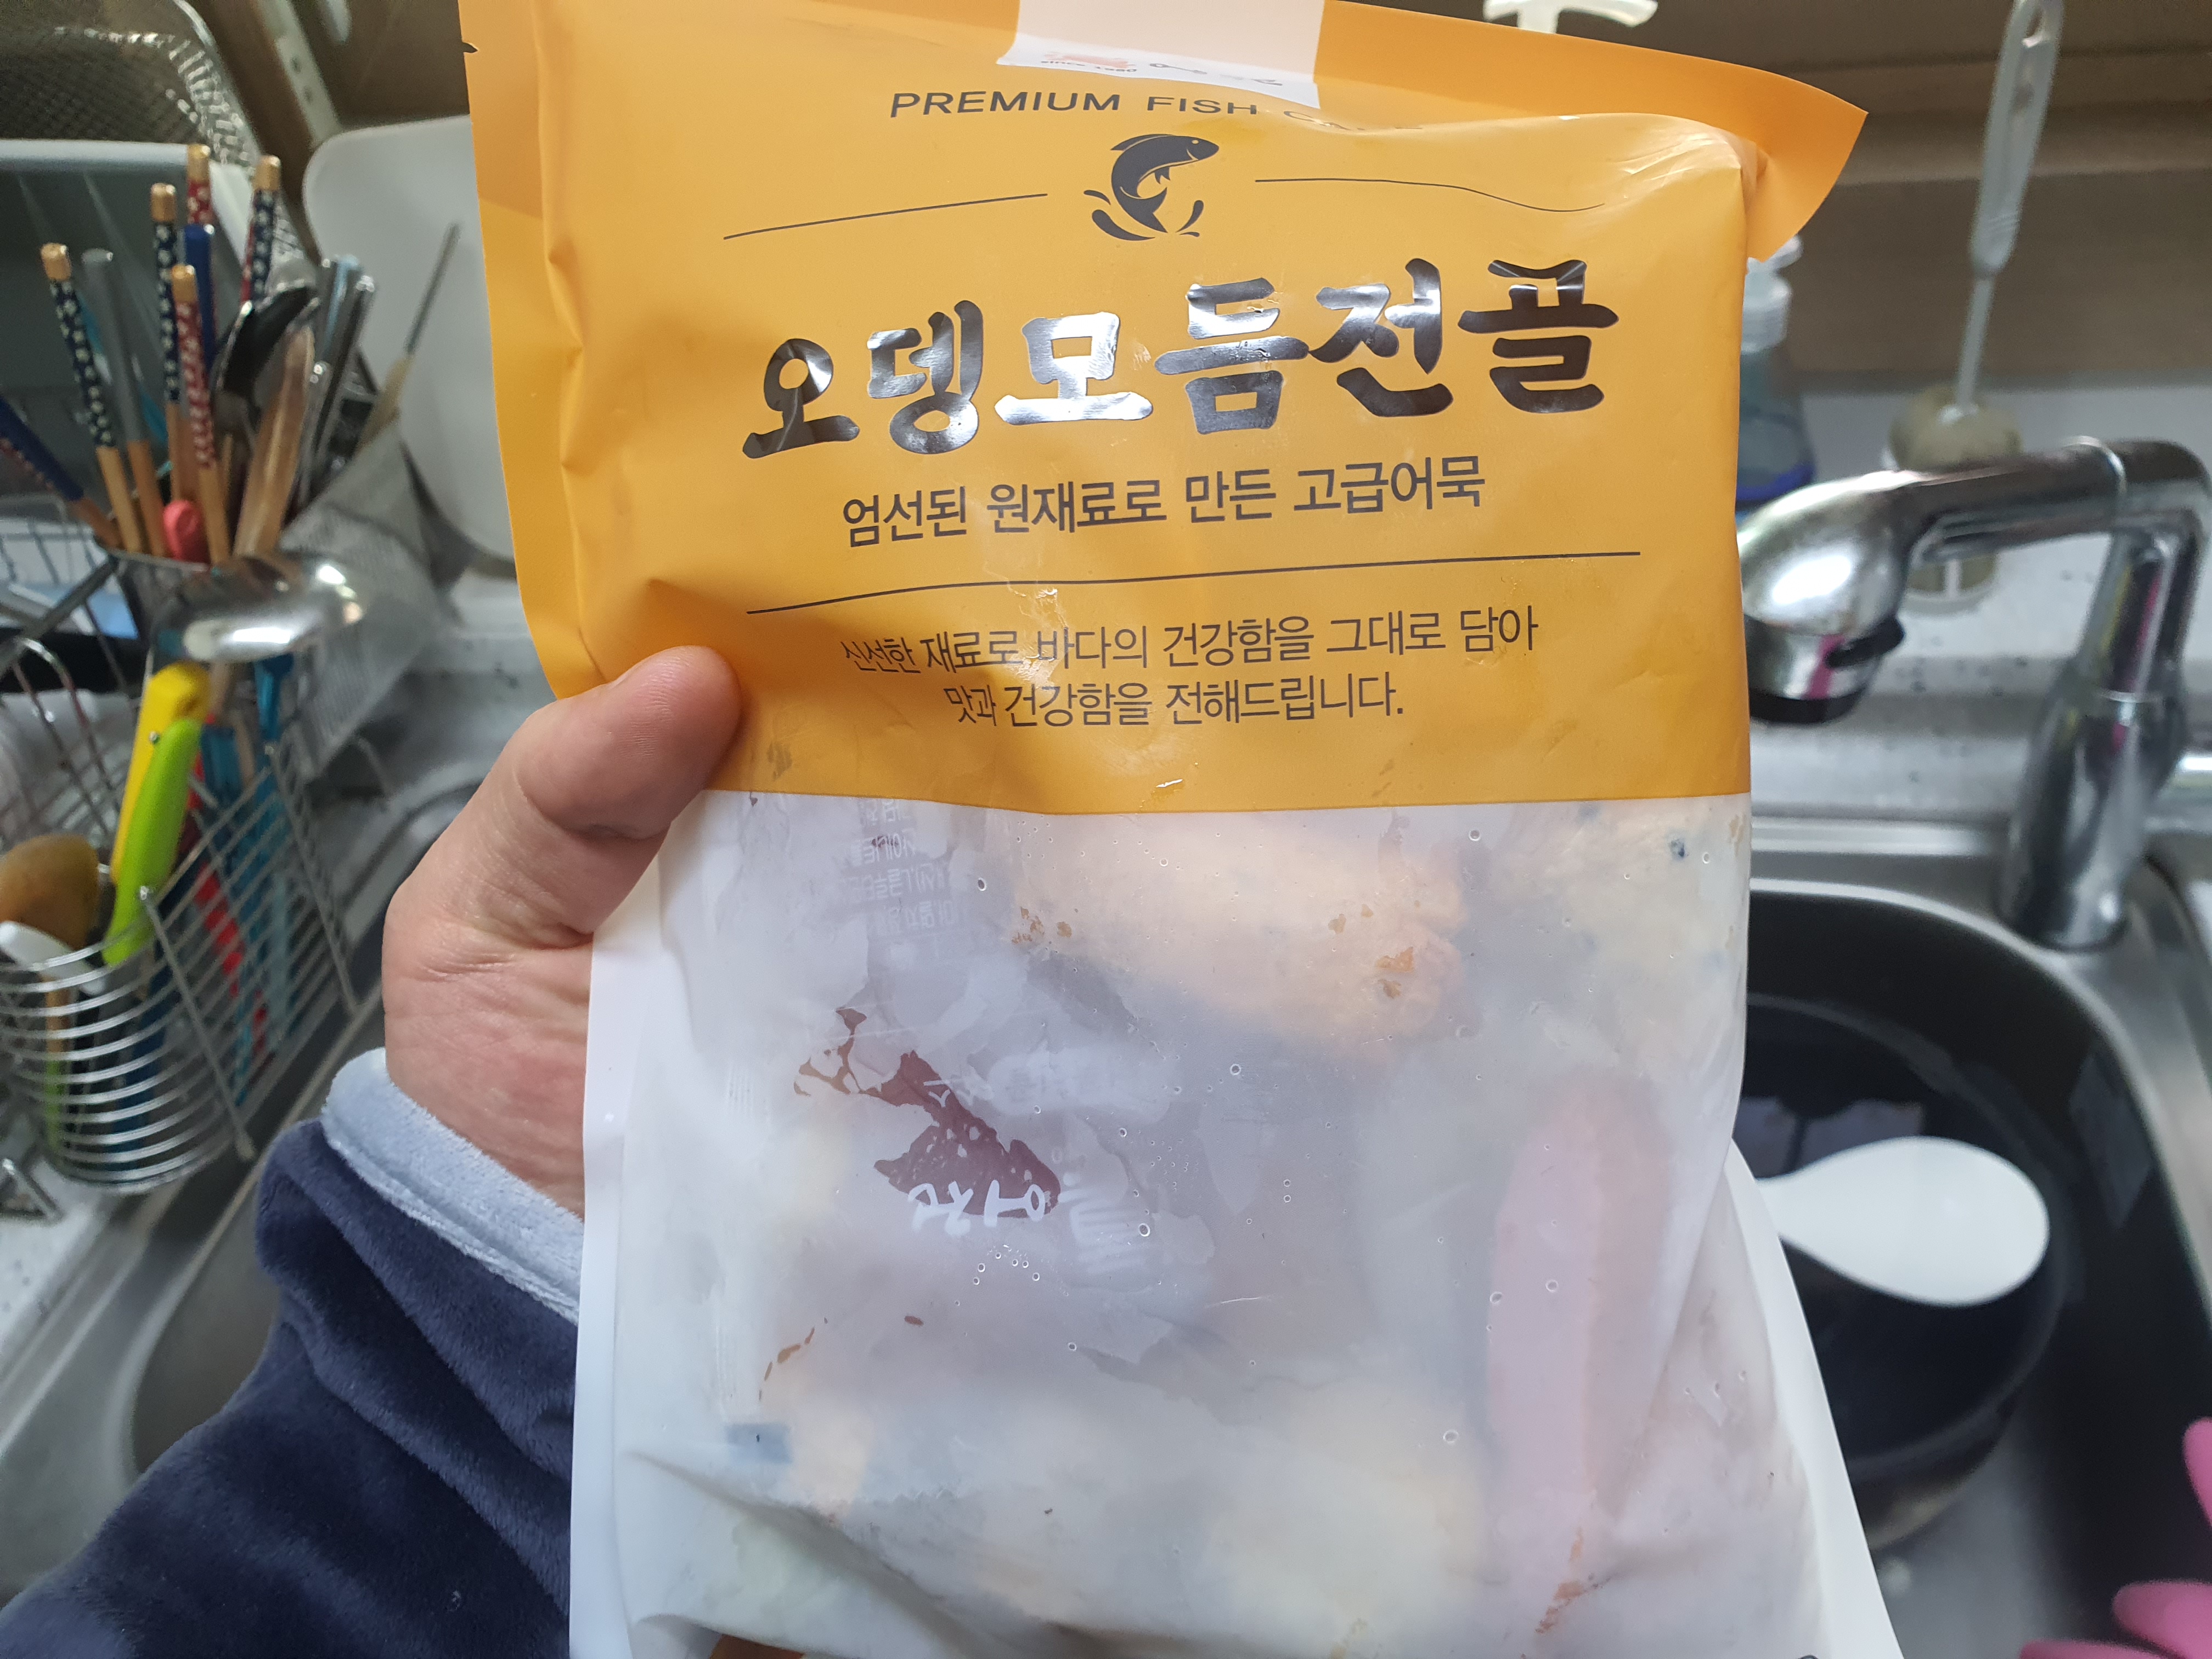 since 1980
PREMIUM FISH
오뎅모듬전골
엄선된 원재료로 만든 고급어묵
신선한 재료로 바다의 건강함을 그대로 담아
맛과 건강함을 전해드립니다.